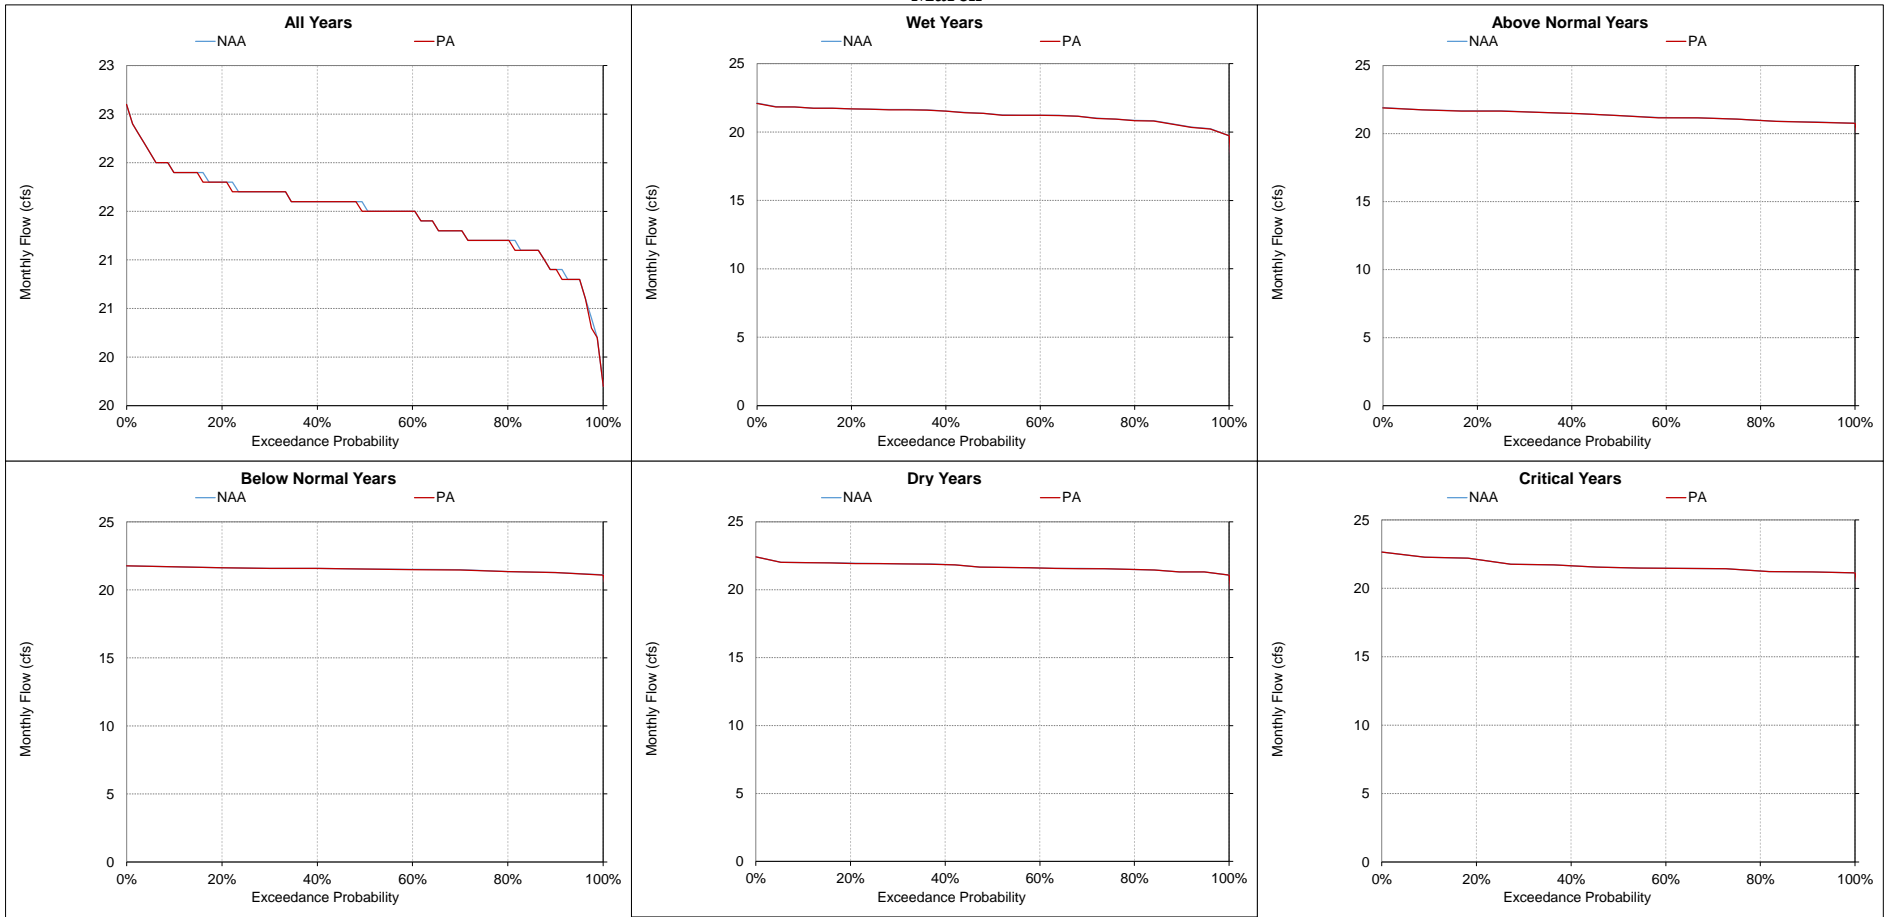 All Years
NAA PA
23
23
22
22
21
21
20
20
0% 20% 40% 60% 80% 100%
Monthly Flow (cfs)
Exceedance Probability
Wet Years
NAA PA
25
20
15
10
5
0
0% 20% 40% 60% 80% 100%
Monthly Flow (cfs)
Exceedance Probability
Above Normal Years
NAA PA
25
20
15
10
5
0
0% 20% 40% 60% 80% 100%
Monthly Flow (cfs)
Exceedance Probability
Below Normal Years
NAA PA
25
20
15
10
5
0
0% 20% 40% 60% 80% 100%
Monthly Flow (cfs)
Exceedance Probability
Dry Years
NAA PA
25
20
15
10
5
0
0% 20% 40% 60% 80% 100%
Monthly Flow (cfs)
Exceedance Probability
Critical Years
NAA PA
25
20
15
10
5
0
0% 20% 40% 60% 80% 100%
Monthly Flow (cfs)
Exceedance Probability